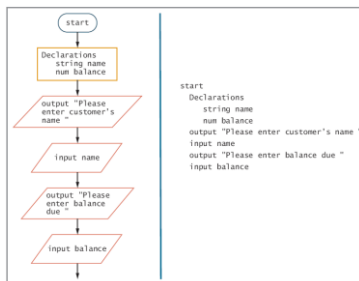 start
Declarations
string name
num balance
output "Please
enter customer's
name "
input name
output "Please
enter balance
due "
input balance
start
Declarations
string name
num balance
output "Please enter customer's name "
input name
output "Please enter balance due "
input balance